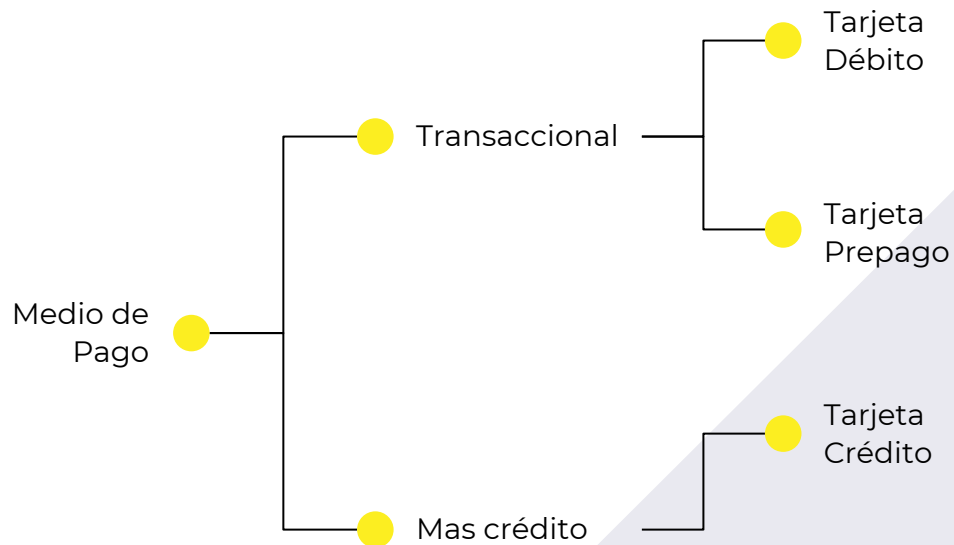 Medio de
Pago
Transaccional
Tarjeta
Débito
Tarjeta
Prepago
Mas crédito
Tarjeta
Crédito